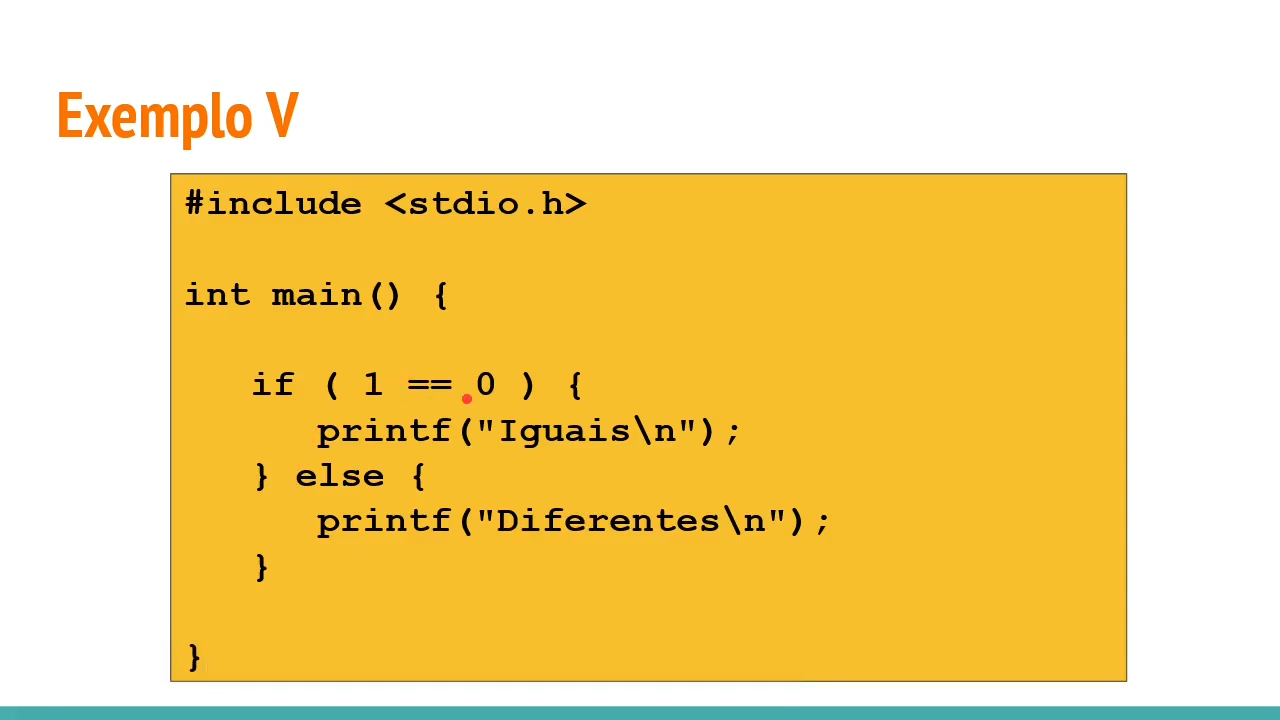 Exemplo V
#include <stdio.h>
int main() {
if ( 1 == 0 ) {
printf("Iguais\n");
} else {
printf("Diferentes\n");
}
}